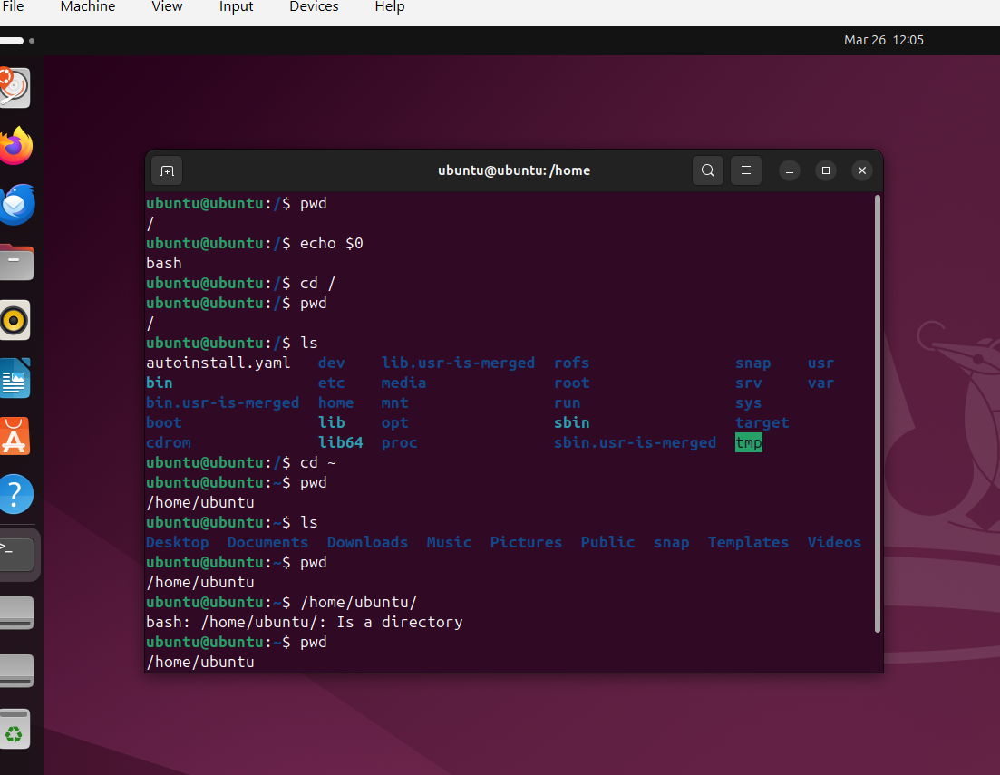 File Machine View Input Devices Help
Mar 26 12:05
ubuntu@ubuntu: /home
ubuntu@ubuntu:/$ pwd
/
ubuntu@ubuntu:/$ echo $0
bash
ubuntu@ubuntu:/$ cd /
ubuntu@ubuntu:/$ pwd
/
ubuntu@ubuntu:/$ ls
autoinstall.yaml dev lib.usr-is-merged rofs snap usr
bin etc media root srv var
bin.usr-is-merged home mnt run sys
boot lib opt sbin target
cdrom lib64 proc sbin.usr-is-merged tmp
ubuntu@ubuntu:/$ cd ~
ubuntu@ubuntu:~$ pwd
/home/ubuntu
ubuntu@ubuntu:~$ ls
Desktop Documents Downloads Music Pictures Public snap Templates Videos
ubuntu@ubuntu:~$ pwd
/home/ubuntu
ubuntu@ubuntu:~$ /home/ubuntu/
bash: /home/ubuntu/: Is a directory
ubuntu@ubuntu:~$ pwd
/home/ubuntu